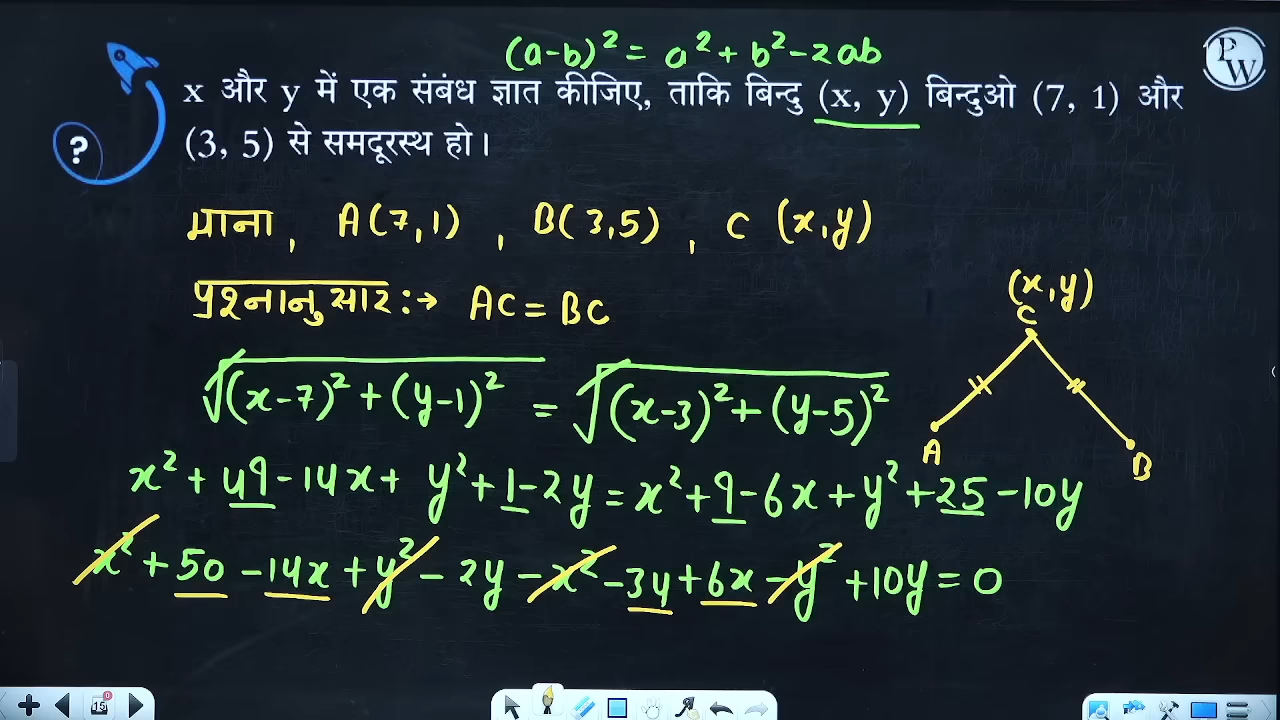 (a-b)² = a² + b² - 2ab
x और y में एक संबंध ज्ञात कीजिए, ताकि बिन्दु (x, y) बिन्दुओ (7, 1) और
(3, 5) से समदूरस्थ हो।
?
PW
माना, A(7,1), B(3,5), C (x,y)
प्रश्नानुसार:→ AC = BC
(x,y)
C
√(x-7)² + (y-1)² = √(x-3)² + (y-5)²
A
B
x² + 49 - 14x + y² + 1 - 2y = x² + 9 - 6x + y² + 25 - 10y
x² + 50 - 14x + y² - 2y - x² - 34 + 6x - y² + 10y = 0
15